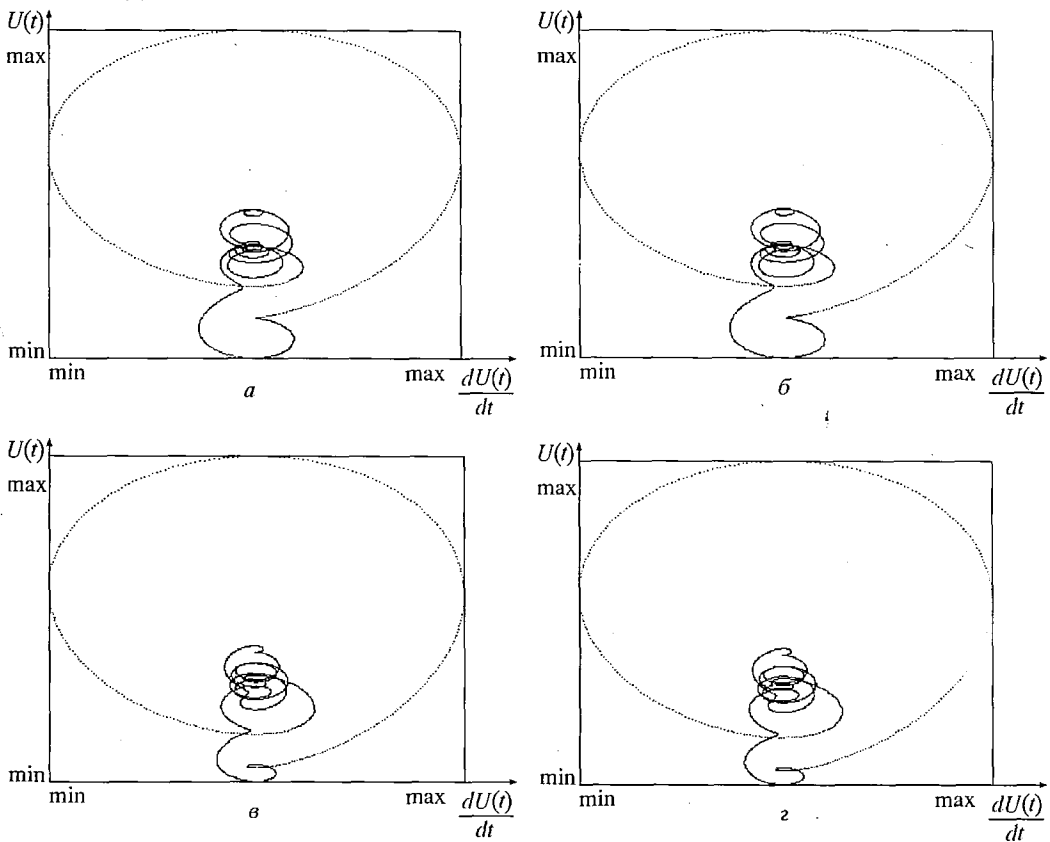 U(t)
max
min
min
max
dU(t)
dt
а
U(t)
max
min
min
max
dU(t)
dt
б
U(t)
max
min
min
max
dU(t)
dt
в
U(t)
max
min
min
max
dU(t)
dt
г